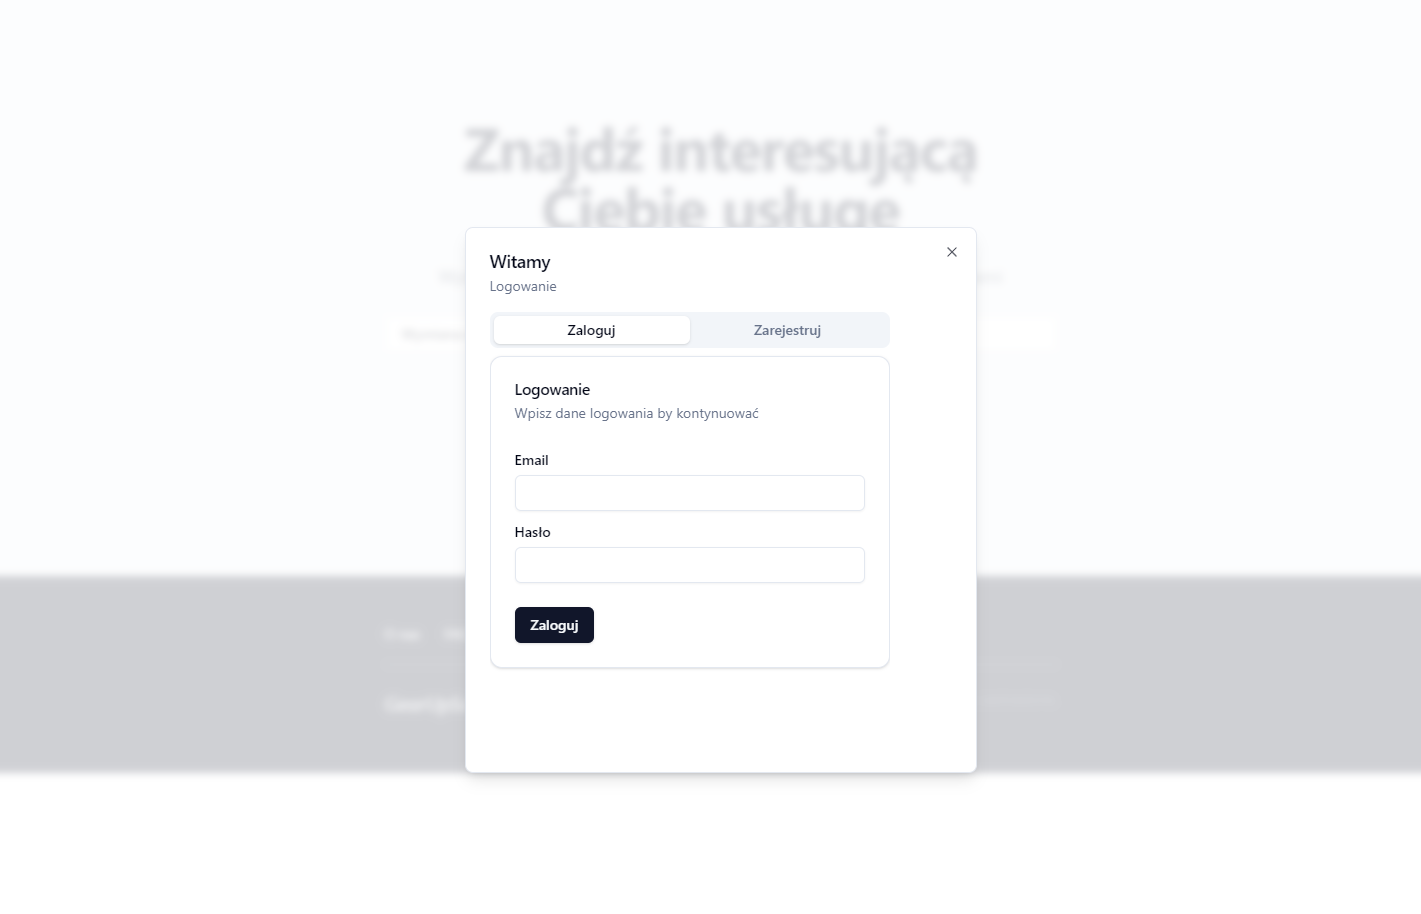 Znajdź interesującą
Ciebie usługę
Witamy
Logowanie
Zaloguj
Zarejestruj
Logowanie
Wpisz dane logowania by kontynuować
Email
Hasło
Zaloguj